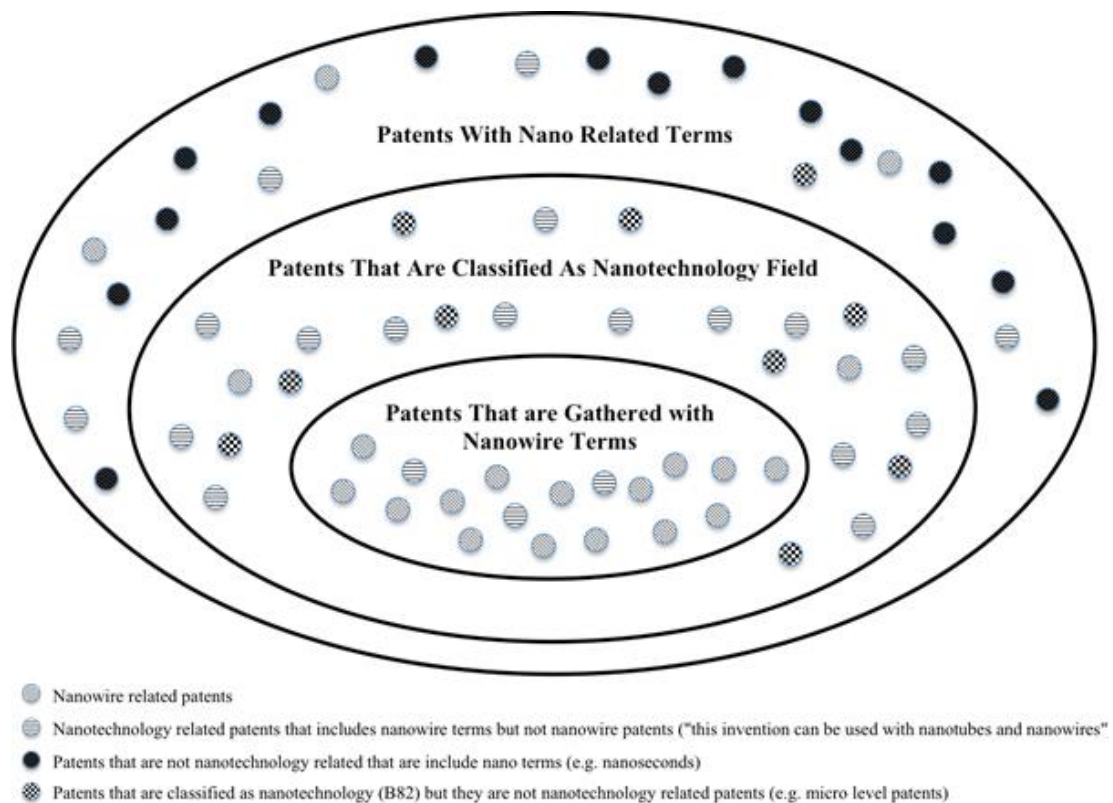 Patents With Nano Related Terms
Patents That Are Classified As Nanotechnology Field
Patents That are Gathered with
Nanowire Terms
Nanowire related patents
Nanotechnology related patents that includes nanowire terms but not nanowire patents ("this invention can be used with nanotubes and nanowires"
Patents that are not nanotechnology related that are include nano terms (e.g. nanoseconds)
Patents that are classified as nanotechnology (B82) but they are not nanotechnology related patents (e.g. micro level patents)